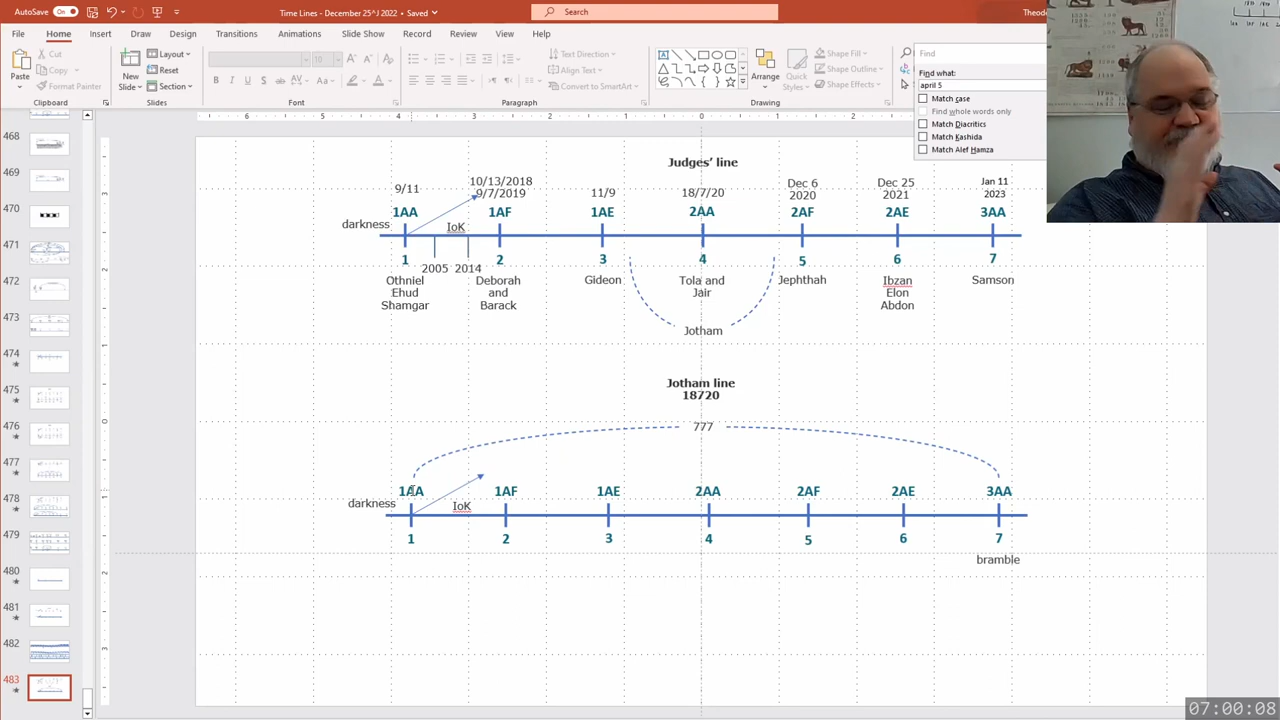 AutoSave On Time Lines - December 25^J 2022 • Saved Search
File Home Insert Draw Design Transitions Animations Slide Show Record Review View Help
Paste Cut Copy Format Painter Clipboard
New Slide Layout Reset Section Slides
Font
Text Direction Align Text Convert to SmartArt Paragraph
Arrange Quick Styles Shape Fill Shape Outline Shape Effects Drawing
Find
Find what:
april 5
Match case
Find whole words only
Match Diacritics
Match Kashida
Match Alef Hamza
468
469
470
471
472
473
474
475
476
477
478
479
480
481
482
483
Judges' line
9/11 10/13/2018 9/7/2019 11/9 18/7/20 Dec 6 2020 Dec 25 2021 Jan 11 2023
1AA 1AF 1AE 2AA 2AF 2AE 3AA
darkness IoK
1 2 3 4 5 6 7
2005 2014
Othniel Ehud Shamgar
Deborah and Barack
Gideon
Tola and Jair
Jephthah
Ibzan Elon Abdon
Samson
Jotham
Jotham line
18720
777
1AA 1AF 1AE 2AA 2AF 2AE 3AA
darkness IoK
1 2 3 4 5 6 7
bramble
07:00:08